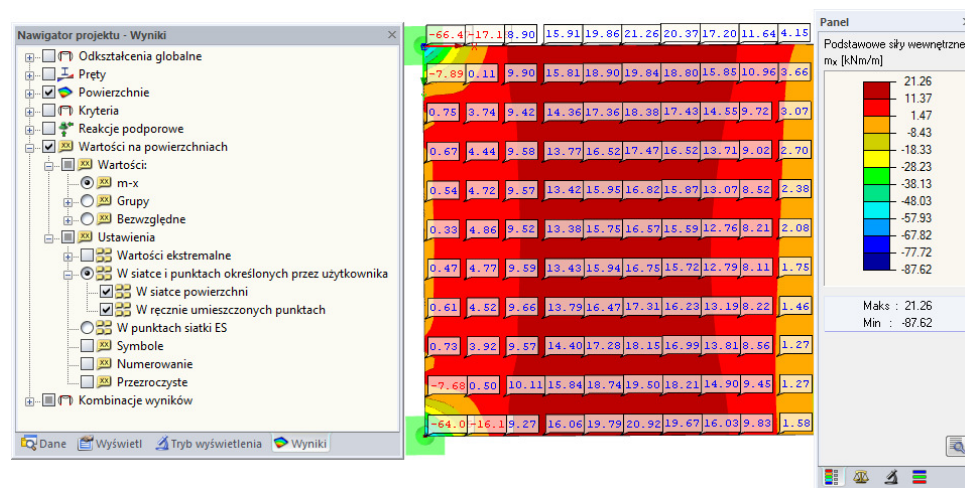 Nawigator projektu - Wyniki
Odkształcenia globalne
Pręty
Powierzchnie
Kryteria
Reakcje podporowe
Wartości na powierzchniach
Wartości:
m-x
Grupy
Bezwzględne
Ustawienia
Wartości ekstremalne
W siatce i punktach określonych przez użytkownika
W siatce powierzchni
W ręcznie umieszczonych punktach
W punktach siatki ES
Symbole
Numerowanie
Przezroczyste
Kombinacje wyników
Dane Wyświetl Tryb wyświetlenia Wyniki
-66.4 -17.1 8.90 15.91 19.86 21.26 20.37 17.20 11.64 4.15
-7.89 0.11 9.90 15.81 18.90 19.84 18.80 15.85 10.96 3.66
0.75 3.74 9.42 14.36 17.36 18.38 17.43 14.55 9.72 3.07
0.67 4.44 9.58 13.77 16.52 17.47 16.52 13.71 9.02 2.70
0.54 4.72 9.57 13.42 15.95 16.82 15.87 13.07 8.52 2.38
0.33 4.86 9.52 13.38 15.75 16.57 15.59 12.76 8.21 2.08
0.47 4.77 9.59 13.43 15.94 16.75 15.72 12.79 8.11 1.75
0.61 4.52 9.66 13.79 16.47 17.31 16.23 13.19 8.22 1.46
0.73 3.92 9.57 14.40 17.28 18.15 16.99 13.81 8.56 1.27
-7.68 0.50 10.11 15.84 18.74 19.50 18.21 14.90 9.45 1.27
-64.0 -16.1 9.27 16.06 19.79 20.92 19.67 16.03 9.83 1.58
Panel
Podstawowe siły wewnętrzne
mx [kNm/m]
21.26
11.37
1.47
-8.43
-18.33
-28.23
-38.13
-48.03
-57.93
-67.82
-77.72
-87.62
Maks : 21.26
Min : -87.62